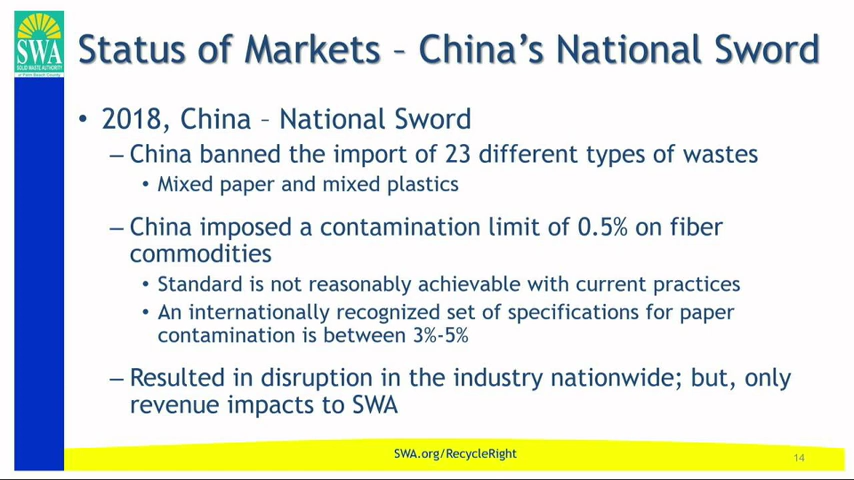 SWA
SOLID WASTE AUTHORITY
of Palm Beach County
Status of Markets – China's National Sword
• 2018, China – National Sword
– China banned the import of 23 different types of wastes
• Mixed paper and mixed plastics
– China imposed a contamination limit of 0.5% on fiber
commodities
• Standard is not reasonably achievable with current practices
• An internationally recognized set of specifications for paper
contamination is between 3%-5%
– Resulted in disruption in the industry nationwide; but, only
revenue impacts to SWA
SWA.org/RecycleRight
14